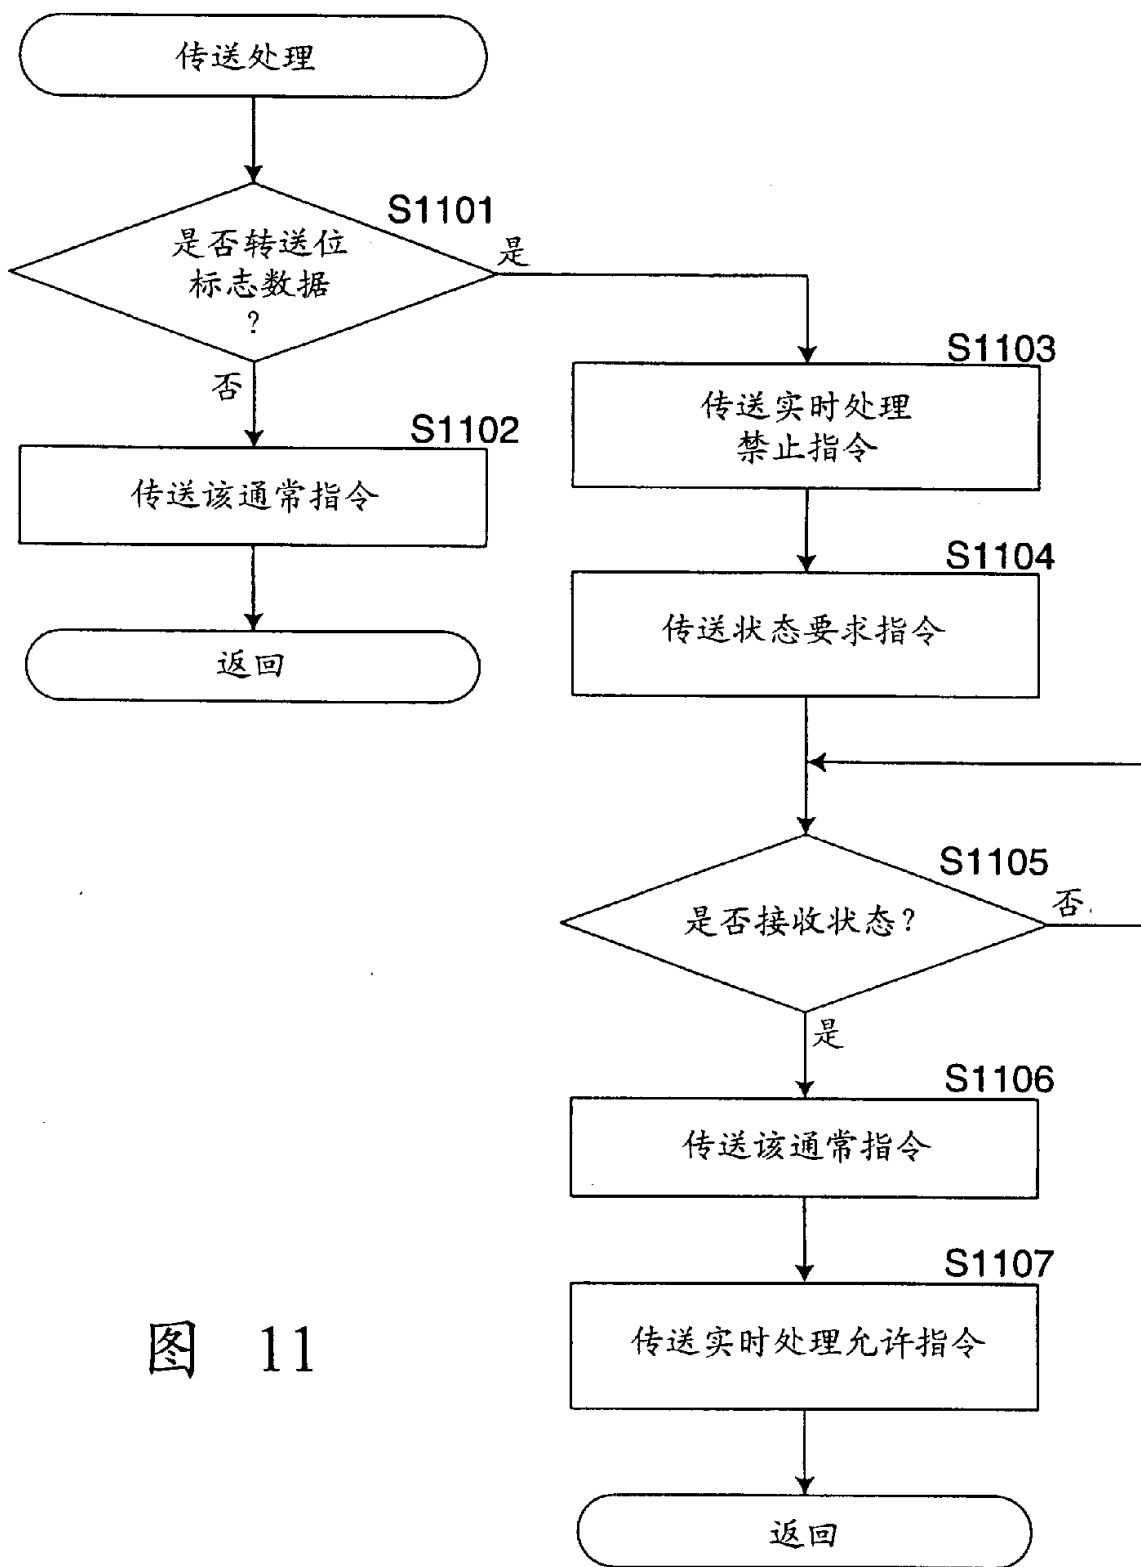 传送处理
S1101
是否转送位
标志数据
?
是
否
S1102
传送该通常指令
返回
S1103
传送实时处理
禁止指令
S1104
传送状态要求指令
S1105
是否接收状态?
否
是
S1106
传送该通常指令
S1107
传送实时处理允许指令
返回
图 11